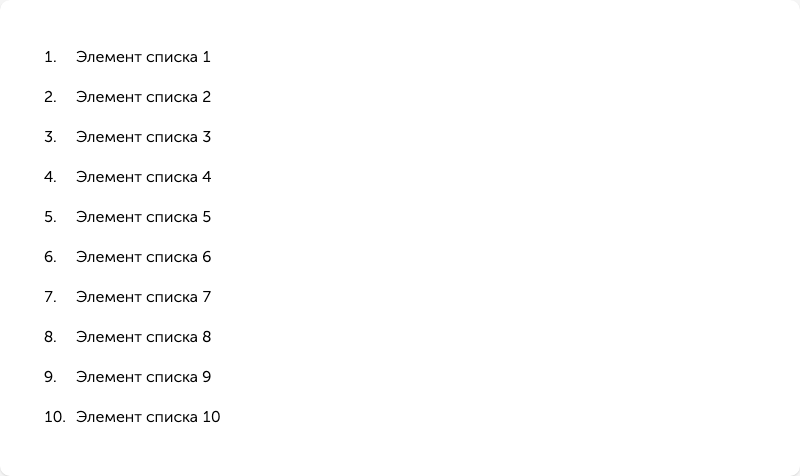 1. Элемент списка 1
2. Элемент списка 2
3. Элемент списка 3
4. Элемент списка 4
5. Элемент списка 5
6. Элемент списка 6
7. Элемент списка 7
8. Элемент списка 8
9. Элемент списка 9
10. Элемент списка 10